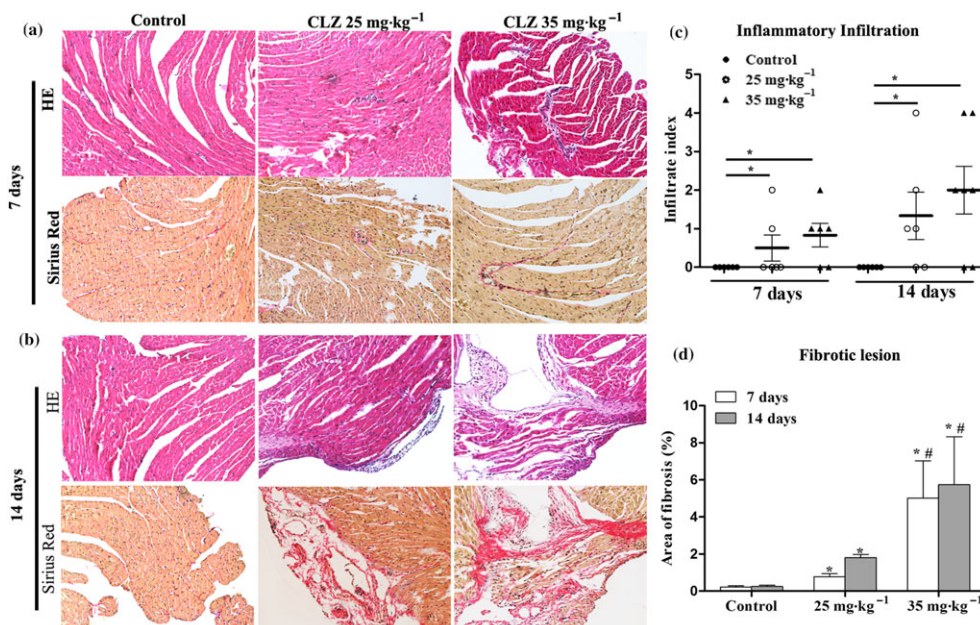 (a)
Control
CLZ 25 mg·kg⁻¹
CLZ 35 mg·kg⁻¹
7 days
HE
Sirius Red
(b)
14 days
HE
Sirius Red
(c)
Inflammatory Infiltration
Control
25 mg·kg⁻¹
35 mg·kg⁻¹
Infiltrate index
5
4
3
2
1
0
* *
* *
7 days
14 days
(d)
Fibrotic lesion
7 days
14 days
Area of fibrosis (%)
10
8
6
4
2
0
*
*
* #
* #
Control
25 mg·kg⁻¹
35 mg·kg⁻¹